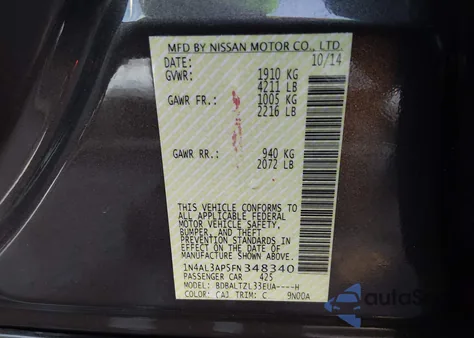 MFD BY NISSAN MOTOR CO., LTD.
DATE: 10/14
GVWR: 1910 KG
4211 LB
GAWR FR.: 1005 KG
2216 LB
GAWR RR.: 940 KG
2072 LB
THIS VEHICLE CONFORMS TO
ALL APPLICABLE FEDERAL
MOTOR VEHICLE SAFETY,
BUMPER, AND THEFT
PREVENTION STANDARDS
IN EFFECT ON THE DATE OF
MANUFACTURE SHOWN ABOVE.
1N4AL3AP5FN348340
PASSENGER CAR 425
MODEL: BDBALTZL33EUA----H
COLOR: CAJ TRIM: C 9N00A